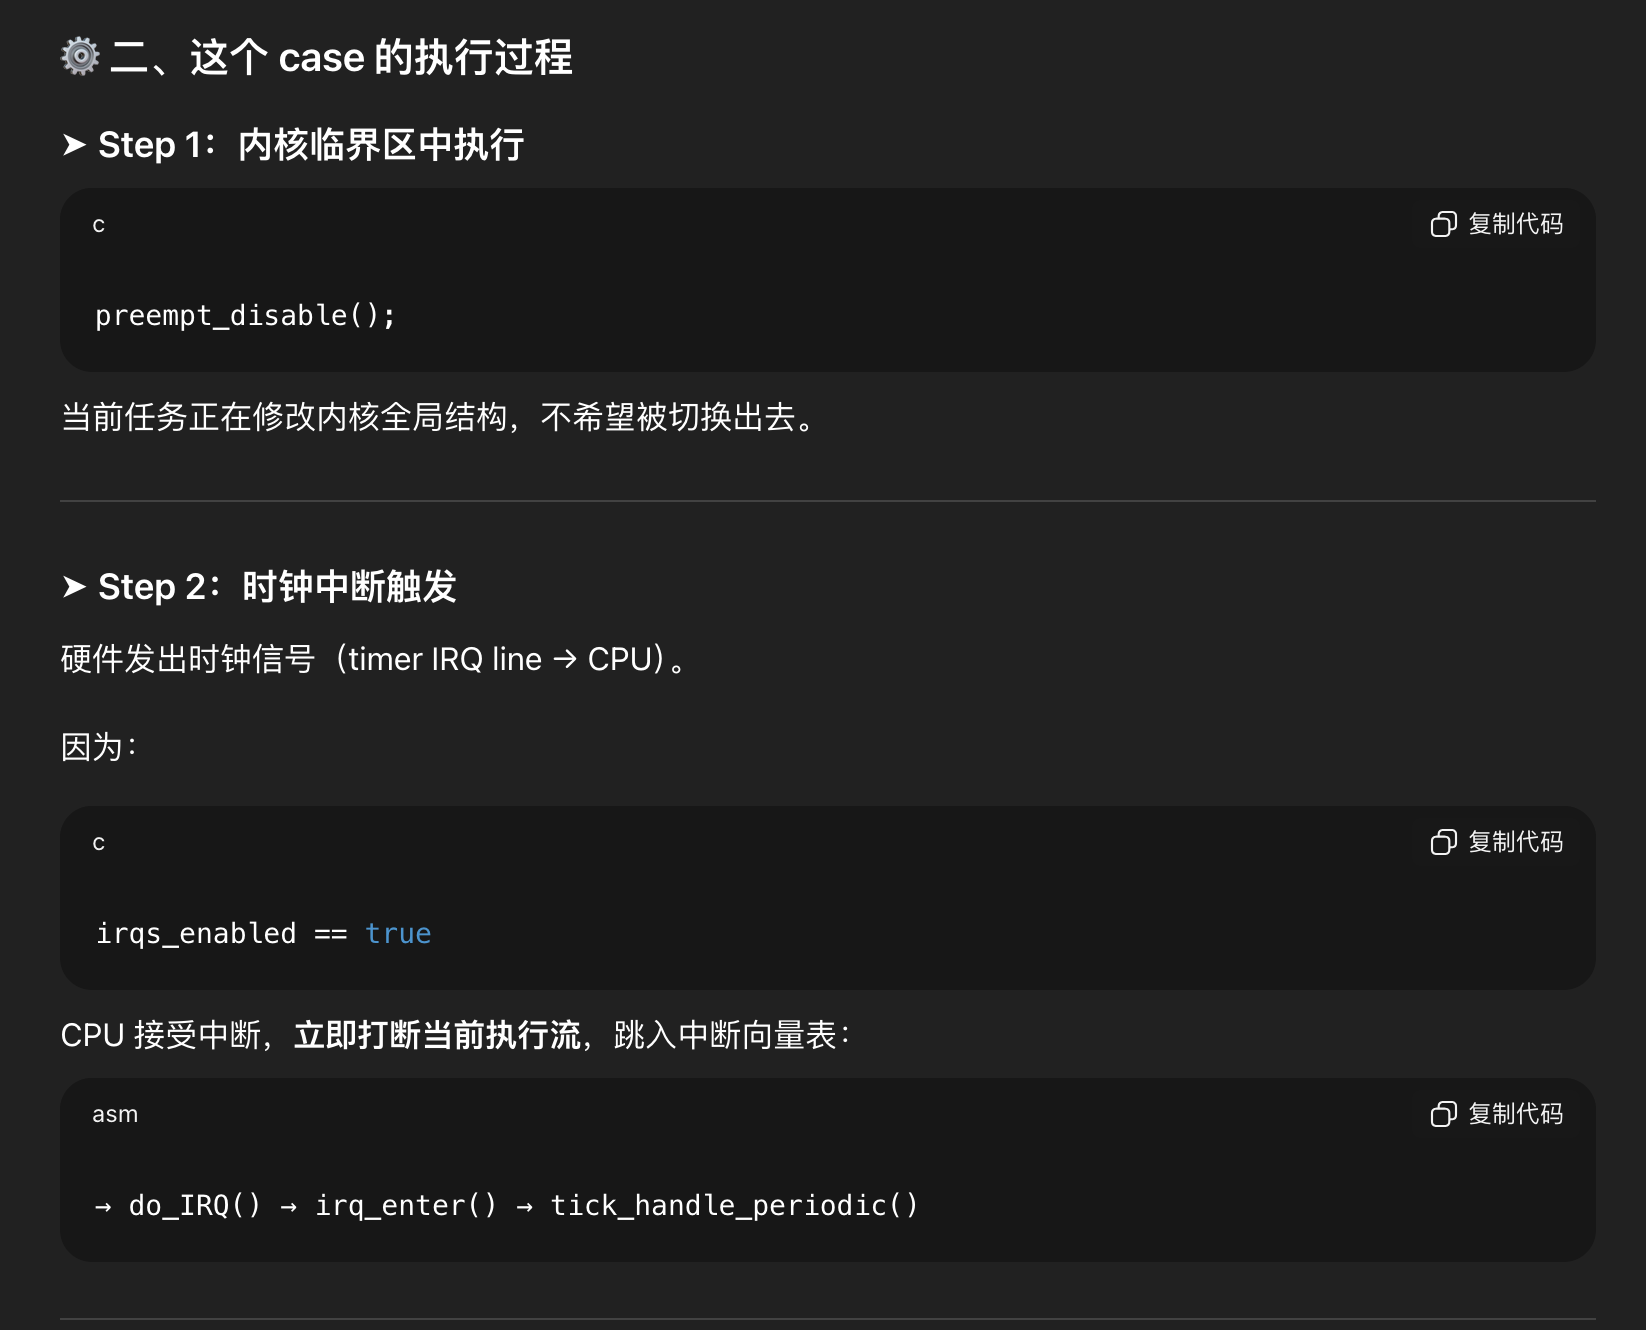 ⚙️ 二、这个 case 的执行过程
➤ Step 1：内核临界区中执行
c
复制代码
preempt_disable();
当前任务正在修改内核全局结构，不希望被切换出去。
➤ Step 2：时钟中断触发
硬件发出时钟信号（timer IRQ line → CPU）。
因为：
c
复制代码
irqs_enabled == true
CPU 接受中断，立即打断当前执行流，跳入中断向量表：
asm
复制代码
→ do_IRQ() → irq_enter() → tick_handle_periodic()